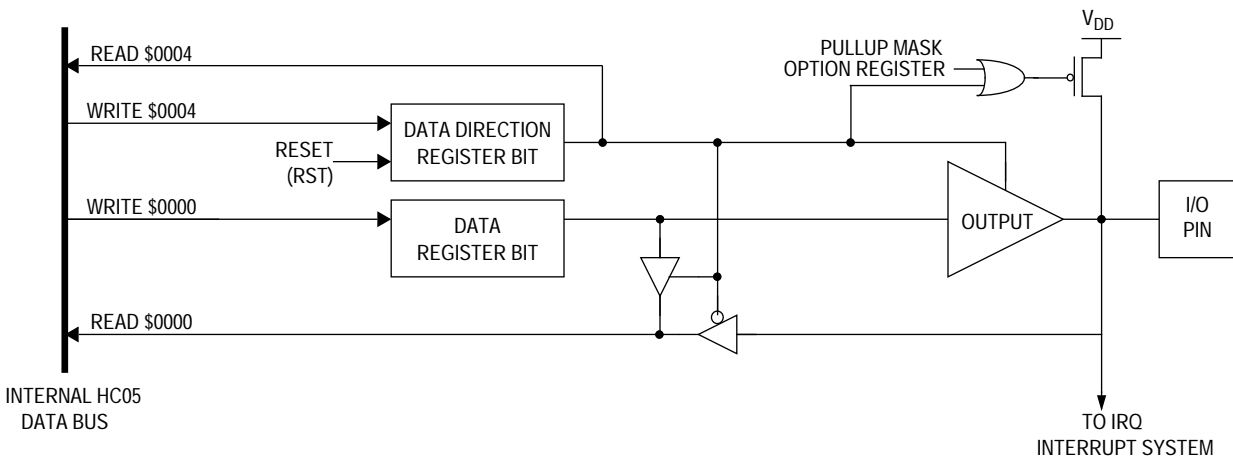 V_DD
READ $0004
PULLUP MASK
OPTION REGISTER
WRITE $0004
DATA DIRECTION
REGISTER BIT
RESET
(RST)
WRITE $0000
DATA
REGISTER BIT
OUTPUT
I/O
PIN
READ $0000
INTERNAL HC05
DATA BUS
TO IRQ
INTERRUPT SYSTEM